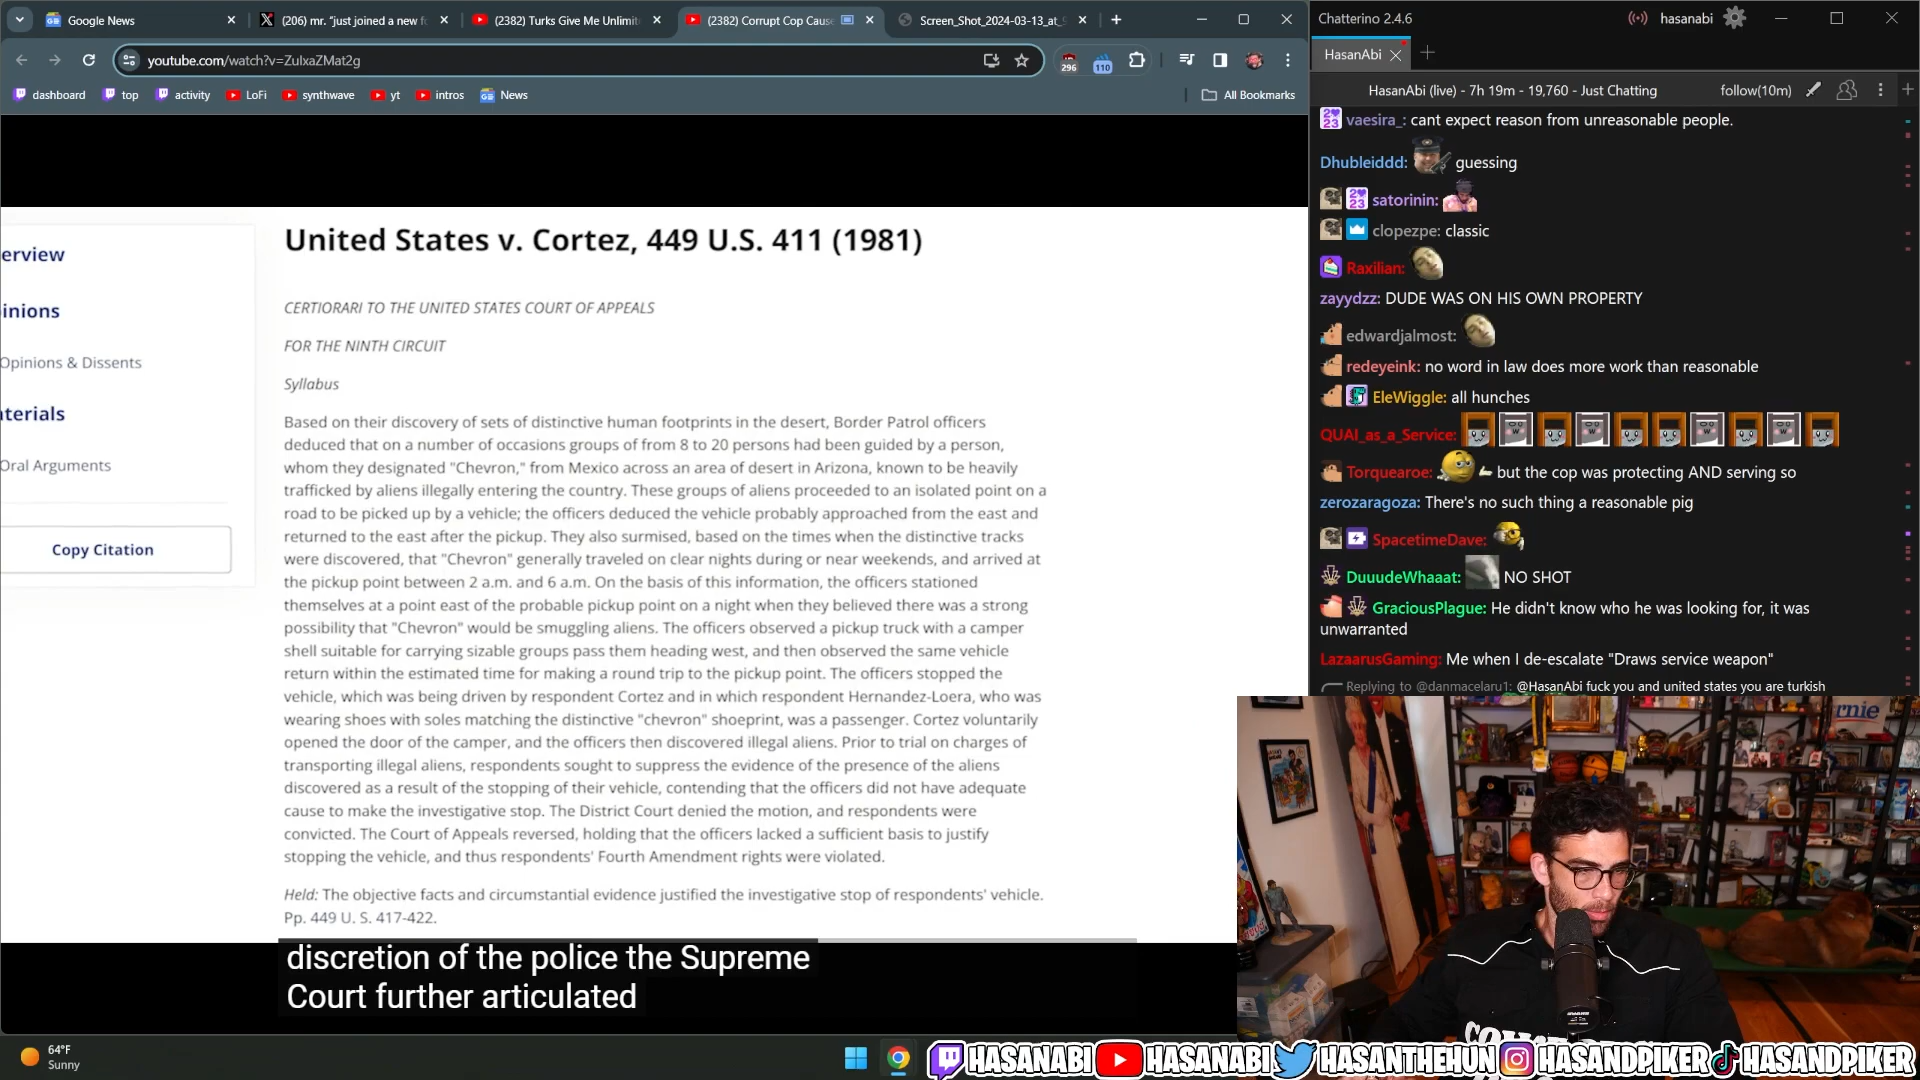 Google News
(206) mr. "just joined a new f
(2382) Turks Give Me Unlimit
(2382) Corrupt Cop Cause
Screen_Shot_2024-03-13_at_
youtube.com/watch?v=ZuIxaZMat2g
296
110
dashboard
top
activity
LoFi
synthwave
yt
intros
News
All Bookmarks
erview
inions
Opinions & Dissents
terials
Oral Arguments
Copy Citation
United States v. Cortez, 449 U.S. 411 (1981)
CERTIORARI TO THE UNITED STATES COURT OF APPEALS
FOR THE NINTH CIRCUIT
Syllabus
Based on their discovery of sets of distinctive human footprints in the desert, Border Patrol officers
deduced that on a number of occasions groups of from 8 to 20 persons had been guided by a person,
whom they designated "Chevron," from Mexico across an area of desert in Arizona, known to be heavily
trafficked by aliens illegally entering the country. These groups of aliens proceeded to an isolated point on a
road to be picked up by a vehicle; the officers deduced the vehicle probably approached from the east and
returned to the east after the pickup. They also surmised, based on the times when the distinctive tracks
were discovered, that "Chevron" generally traveled on clear nights during or near weekends, and arrived at
the pickup point between 2 a.m. and 6 a.m. On the basis of this information, the officers stationed
themselves at a point east of the probable pickup point on a night when they believed there was a strong
possibility that "Chevron" would be smuggling aliens. The officers observed a pickup truck with a camper
shell suitable for carrying sizable groups pass them heading west, and then observed the same vehicle
return within the estimated time for making a round trip to the pickup point. The officers stopped the
vehicle, which was being driven by respondent Cortez and in which respondent Hernandez-Loera, who was
wearing shoes with soles matching the distinctive "chevron" shoeprint, was a passenger. Cortez voluntarily
opened the door of the camper, and the officers then discovered illegal aliens. Prior to trial on charges of
transporting illegal aliens, respondents sought to suppress the evidence of the presence of the aliens
discovered as a result of the stopping of their vehicle, contending that the officers did not have adequate
cause to make the investigative stop. The District Court denied the motion, and respondents were
convicted. The Court of Appeals reversed, holding that the officers lacked a sufficient basis to justify
stopping the vehicle, and thus respondents' Fourth Amendment rights were violated.
Held: The objective facts and circumstantial evidence justified the investigative stop of respondents' vehicle.
Pp. 449 U. S. 417-422.
discretion of the police the Supreme
Court further articulated
Chatterino 2.4.6
hasanabi
HasanAbi
HasanAbi (live) - 7h 19m - 19,760 - Just Chatting
follow(10m)
vaesira_: cant expect reason from unreasonable people.
Dhubleiddd: guessing
satorinin:
clopezpe: classic
Raxilian:
zayydzz: DUDE WAS ON HIS OWN PROPERTY
edwardjalmost:
redeyeink: no word in law does more work than reasonable
EleWiggle: all hunches
QUAI_as_a_Service:
Torquearoe: but the cop was protecting AND serving so
zerozaragoza: There's no such thing a reasonable pig
SpacetimeDave:
DuuudeWhaaat: NO SHOT
GraciousPlague: He didn't know who he was looking for, it was
unwarranted
LazaarusGaming: Me when I de-escalate "Draws service weapon"
Replying to @danmacelaru1: @HasanAbi fuck you and united states you are turkish
rnie
64°F
Sunny
HASANABI HASANABI HASANTHEHUN HASANDPIKER HASANDPIKER